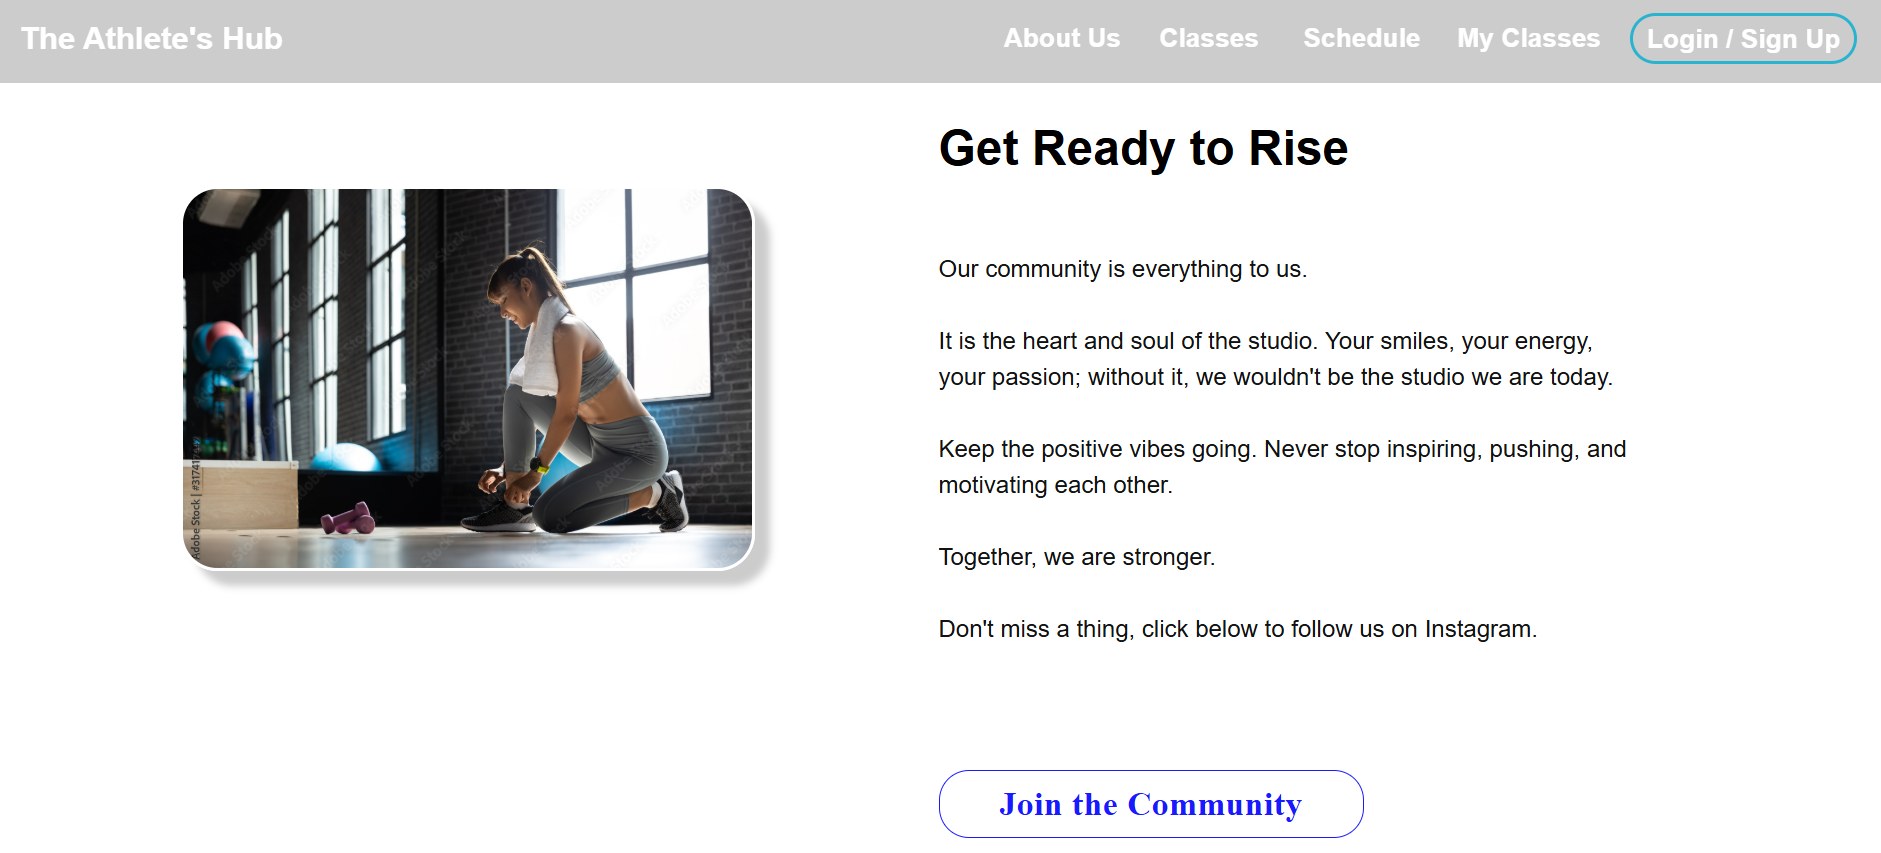 The Athlete's Hub
About Us
Classes
Schedule
My Classes
Login / Sign Up
Get Ready to Rise
Our community is everything to us.
It is the heart and soul of the studio. Your smiles, your energy,
your passion; without it, we wouldn't be the studio we are today.
Keep the positive vibes going. Never stop inspiring, pushing, and
motivating each other.
Together, we are stronger.
Don't miss a thing, click below to follow us on Instagram.
Join the Community
Adobe Stock